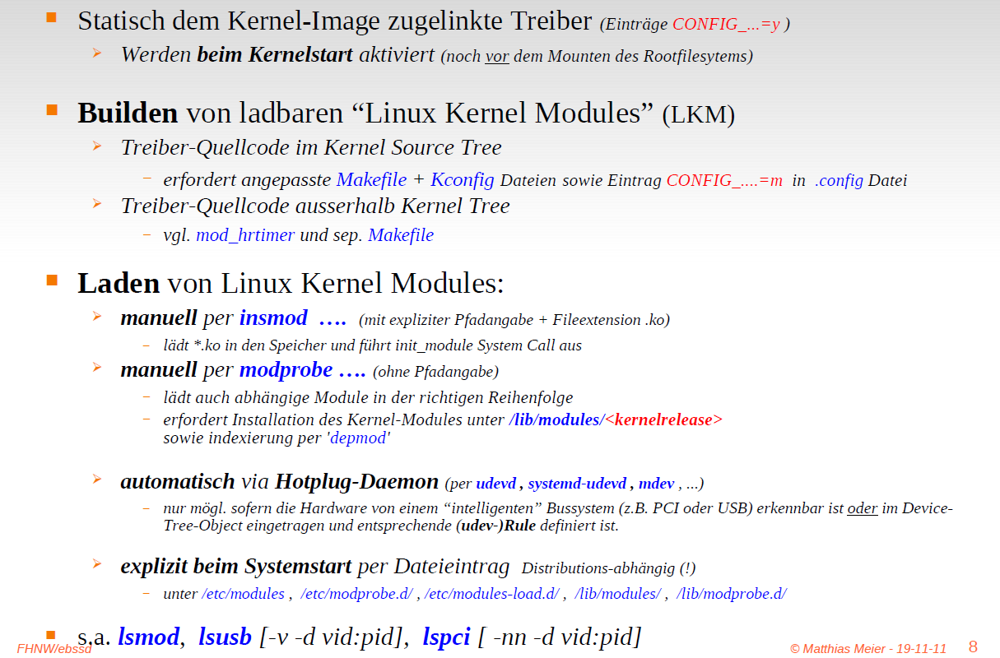 Statisch dem Kernel-Image zugelinkte Treiber (Einträge CONFIG_...=y )
Werden beim Kernelstart aktiviert (noch vor dem Mounten des Rootfilesytems)
Builden von ladbaren “Linux Kernel Modules” (LKM)
Treiber-Quellcode im Kernel Source Tree
– erfordert angepasste Makefile + Kconfig Dateien sowie Eintrag CONFIG_....=m in .config Datei
Treiber-Quellcode ausserhalb Kernel Tree
– vgl. mod_hrtimer und sep. Makefile
Laden von Linux Kernel Modules:
manuell per insmod …. (mit expliziter Pfadangabe + Fileextension .ko)
– lädt *.ko in den Speicher und führt init_module System Call aus
manuell per modprobe …. (ohne Pfadangabe)
– lädt auch abhängige Module in der richtigen Reihenfolge
– erfordert Installation des Kernel-Modules unter /lib/modules/<kernelrelease>
sowie indexierung per 'depmod'
automatisch via Hotplug-Daemon (per udevd , systemd-udevd , mdev , ...)
– nur mögl. sofern die Hardware von einem “intelligenten” Bussystem (z.B. PCI oder USB) erkennbar ist oder im Device-
Tree-Object eingetragen und entsprechende (udev-)Rule definiert ist.
explizit beim Systemstart per Dateieintrag Distributions-abhängig (!)
– unter /etc/modules , /etc/modprobe.d/ , /etc/modules-load.d/ , /lib/modules/ , /lib/modprobe.d/
s.a. lsmod, lsusb [-v -d vid:pid], lspci [ -nn -d vid:pid]
FHNW/ebssd © Matthias Meier - 19-11-11 8